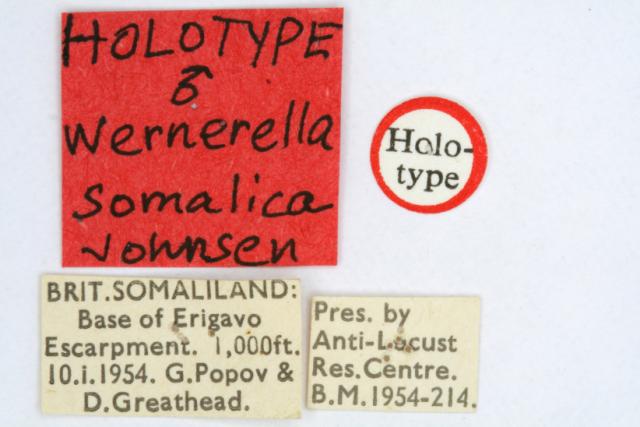 HOLOTYPE
♂
Wernerella
somalica
Johnsen
Holo-
type
BRIT.SOMALILAND:
Base of Erigavo
Escarpment. 1,000ft.
10.i.1954. G.Popov &
D.Greathead.
Pres. by
Anti-Locust
Res.Centre.
B.M.1954-214.